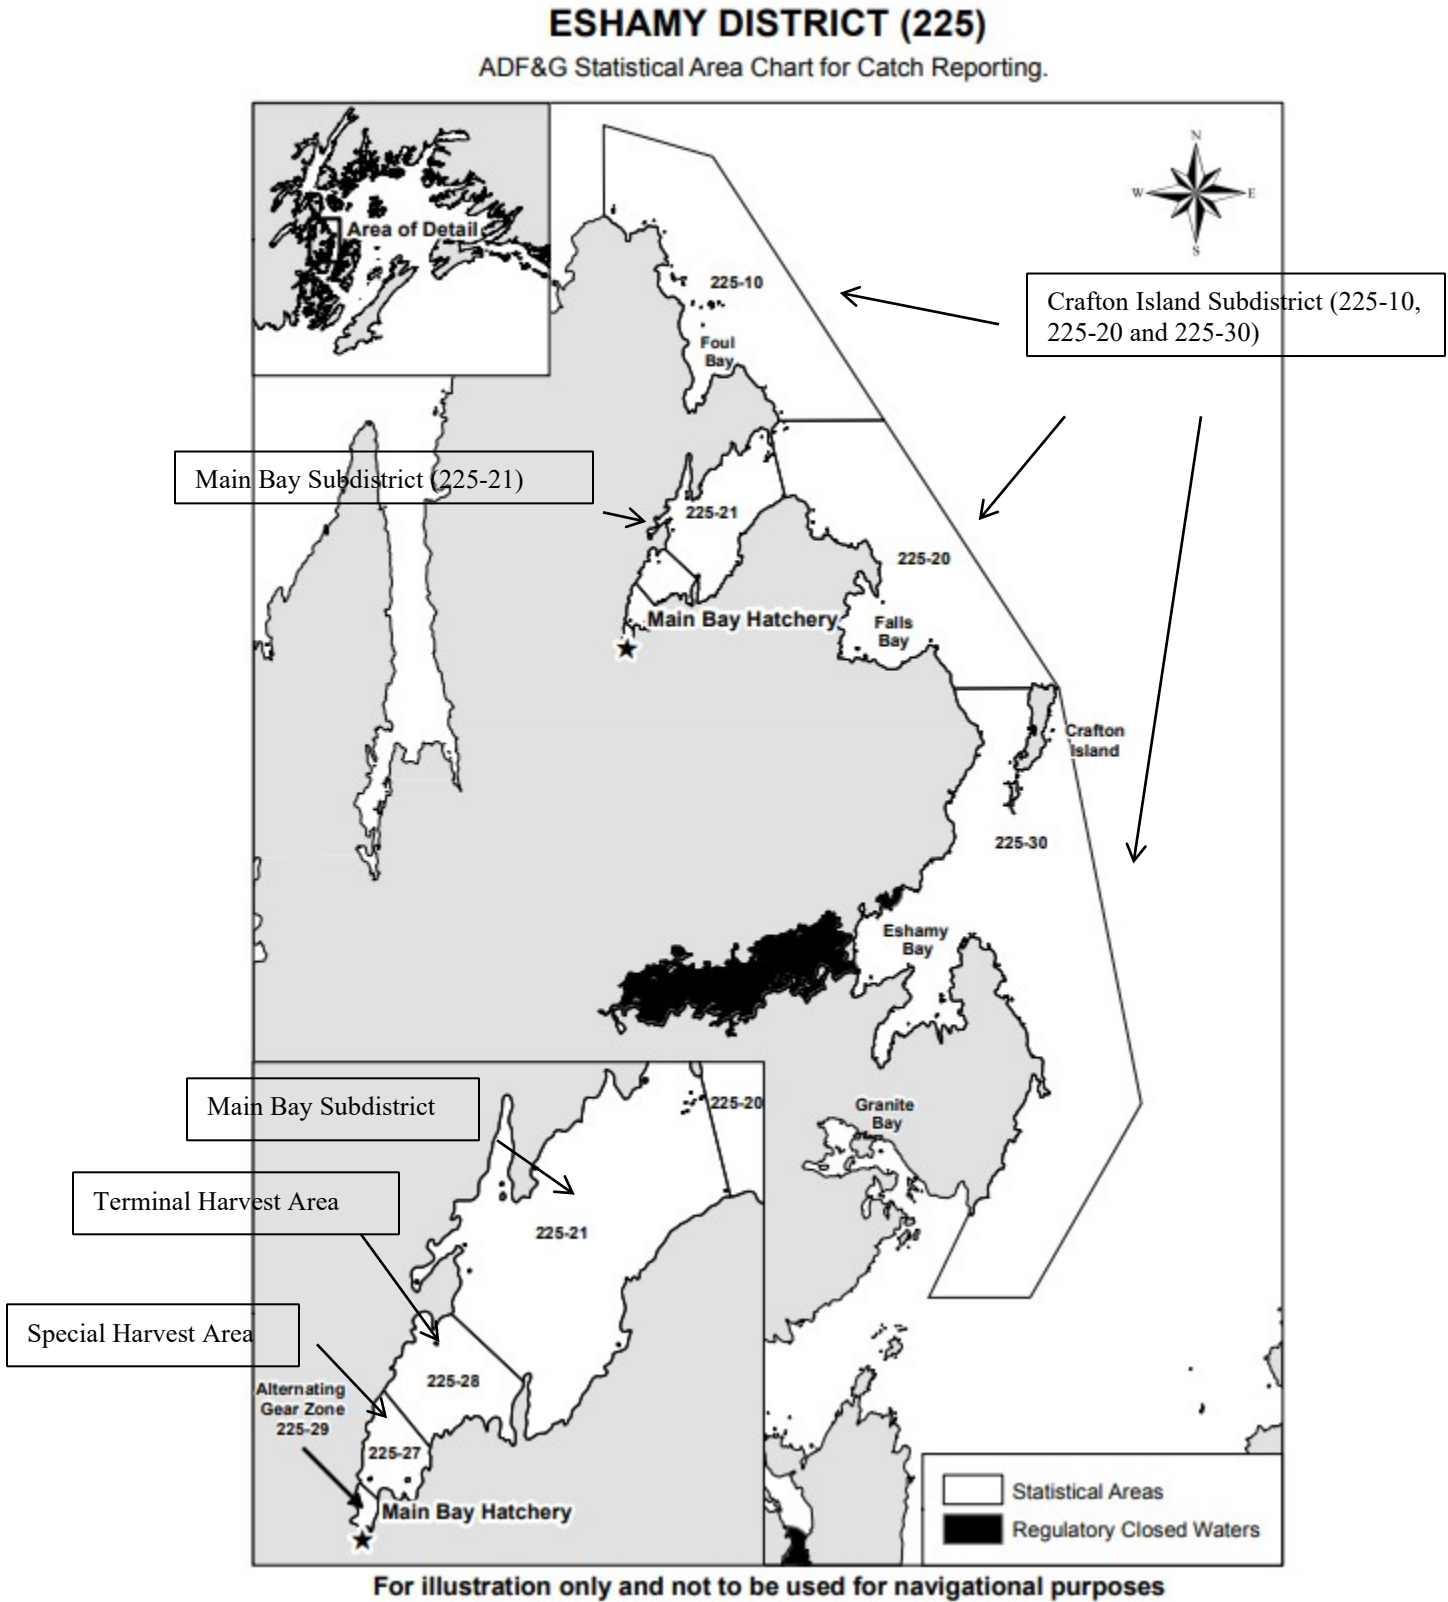 ESHAMY DISTRICT (225)
ADF&G Statistical Area Chart for Catch Reporting.
N
W
E
S
Area of Detail
225-10
Crafton Island Subdistrict (225-10,
225-20 and 225-30)
Foul
Bay
Main Bay Subdistrict (225-21)
225-21
225-20
Main Bay Hatchery
Falls
Bay
Crafton
Island
225-30
Eshamy
Bay
Main Bay Subdistrict
225-20
Granite
Bay
Terminal Harvest Area
225-21
Special Harvest Area
225-28
Alternating
Gear Zone
225-29
225-27
Main Bay Hatchery
Statistical Areas
Regulatory Closed Waters
For illustration only and not to be used for navigational purposes